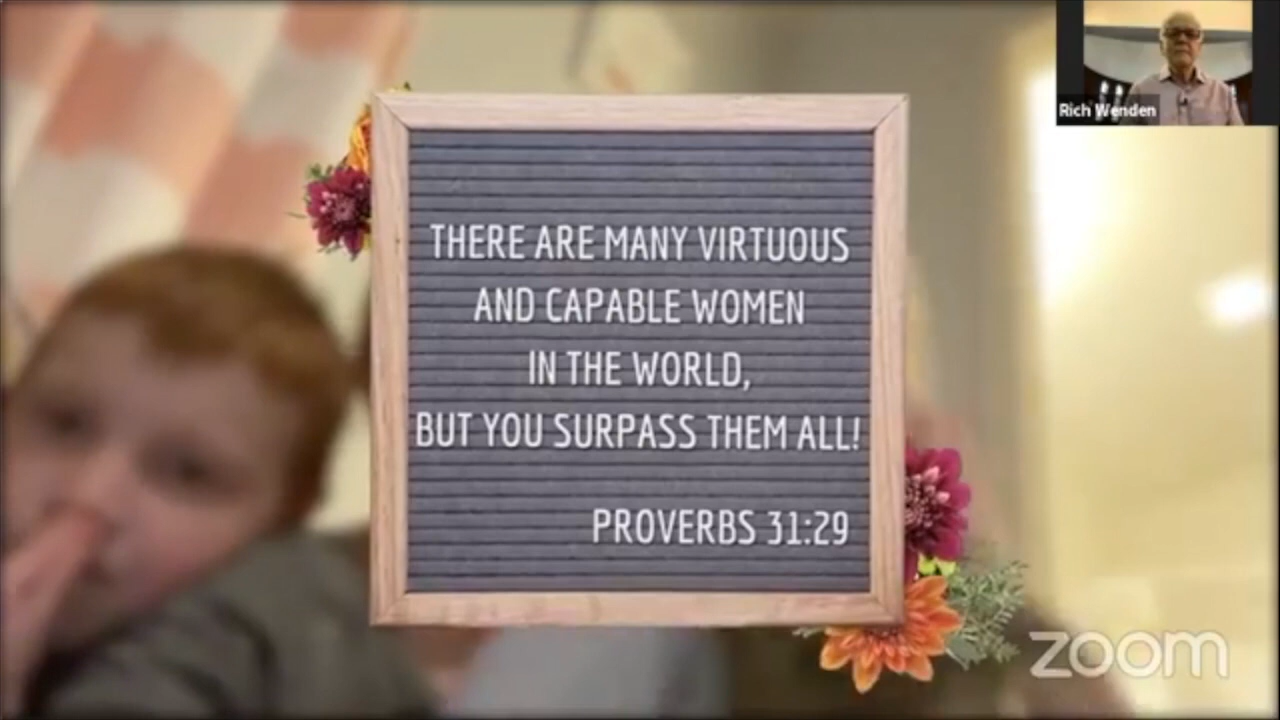 Rich Wenden
THERE ARE MANY VIRTUOUS
AND CAPABLE WOMEN
IN THE WORLD,
BUT YOU SURPASS THEM ALL!
PROVERBS 31:29
zoom